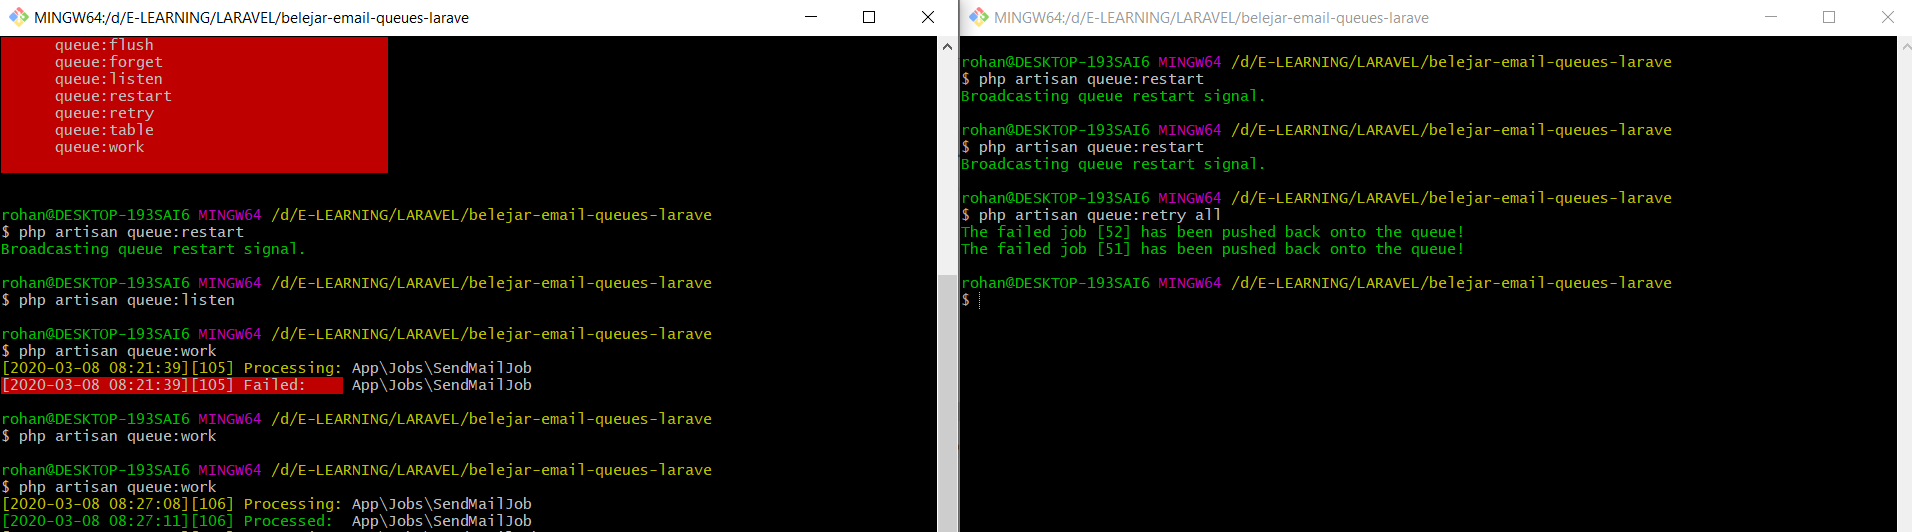 MINGW64:/d/E-LEARNING/LARAVEL/belejar-email-queues-larave
queue:flush
queue:forget
queue:listen
queue:restart
queue:retry
queue:table
queue:work
rohan@DESKTOP-193SAI6 MINGW64 /d/E-LEARNING/LARAVEL/belejar-email-queues-larave
$ php artisan queue:restart
Broadcasting queue restart signal.
rohan@DESKTOP-193SAI6 MINGW64 /d/E-LEARNING/LARAVEL/belejar-email-queues-larave
$ php artisan queue:listen
rohan@DESKTOP-193SAI6 MINGW64 /d/E-LEARNING/LARAVEL/belejar-email-queues-larave
$ php artisan queue:work
[2020-03-08 08:21:39][105] Processing: App\Jobs\SendMailJob
[2020-03-08 08:21:39][105] Failed: App\Jobs\SendMailJob
rohan@DESKTOP-193SAI6 MINGW64 /d/E-LEARNING/LARAVEL/belejar-email-queues-larave
$ php artisan queue:work
rohan@DESKTOP-193SAI6 MINGW64 /d/E-LEARNING/LARAVEL/belejar-email-queues-larave
$ php artisan queue:work
[2020-03-08 08:27:08][106] Processing: App\Jobs\SendMailJob
[2020-03-08 08:27:11][106] Processed: App\Jobs\SendMailJob
MINGW64:/d/E-LEARNING/LARAVEL/belejar-email-queues-larave
rohan@DESKTOP-193SAI6 MINGW64 /d/E-LEARNING/LARAVEL/belejar-email-queues-larave
$ php artisan queue:restart
Broadcasting queue restart signal.
rohan@DESKTOP-193SAI6 MINGW64 /d/E-LEARNING/LARAVEL/belejar-email-queues-larave
$ php artisan queue:restart
Broadcasting queue restart signal.
rohan@DESKTOP-193SAI6 MINGW64 /d/E-LEARNING/LARAVEL/belejar-email-queues-larave
$ php artisan queue:retry all
The failed job [52] has been pushed back onto the queue!
The failed job [51] has been pushed back onto the queue!
rohan@DESKTOP-193SAI6 MINGW64 /d/E-LEARNING/LARAVEL/belejar-email-queues-larave
$